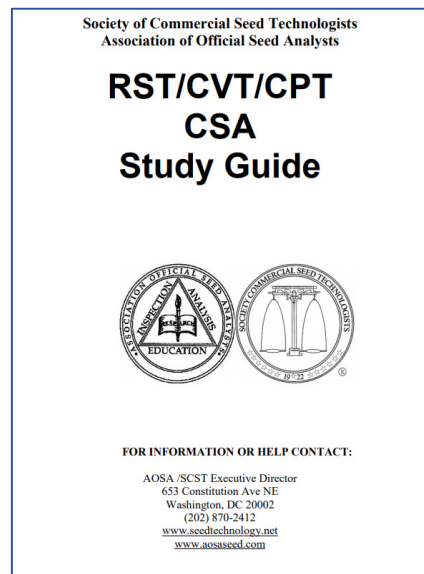 Society of Commercial Seed Technologists
Association of Official Seed Analysts
RST/CVT/CPT
CSA
Study Guide
ASSOCIATION OFFICIAL SEED ANALYSTS
INSPECTION
ANALYSIS
RESEARCH
EDUCATION
SOCIETY COMMERCIAL SEED TECHNOLOGISTS
19 22
®
FOR INFORMATION OR HELP CONTACT:
AOSA /SCST Executive Director
653 Constitution Ave NE
Washington, DC 20002
(202) 870-2412
www.seedtechnology.net
www.aosaseed.com